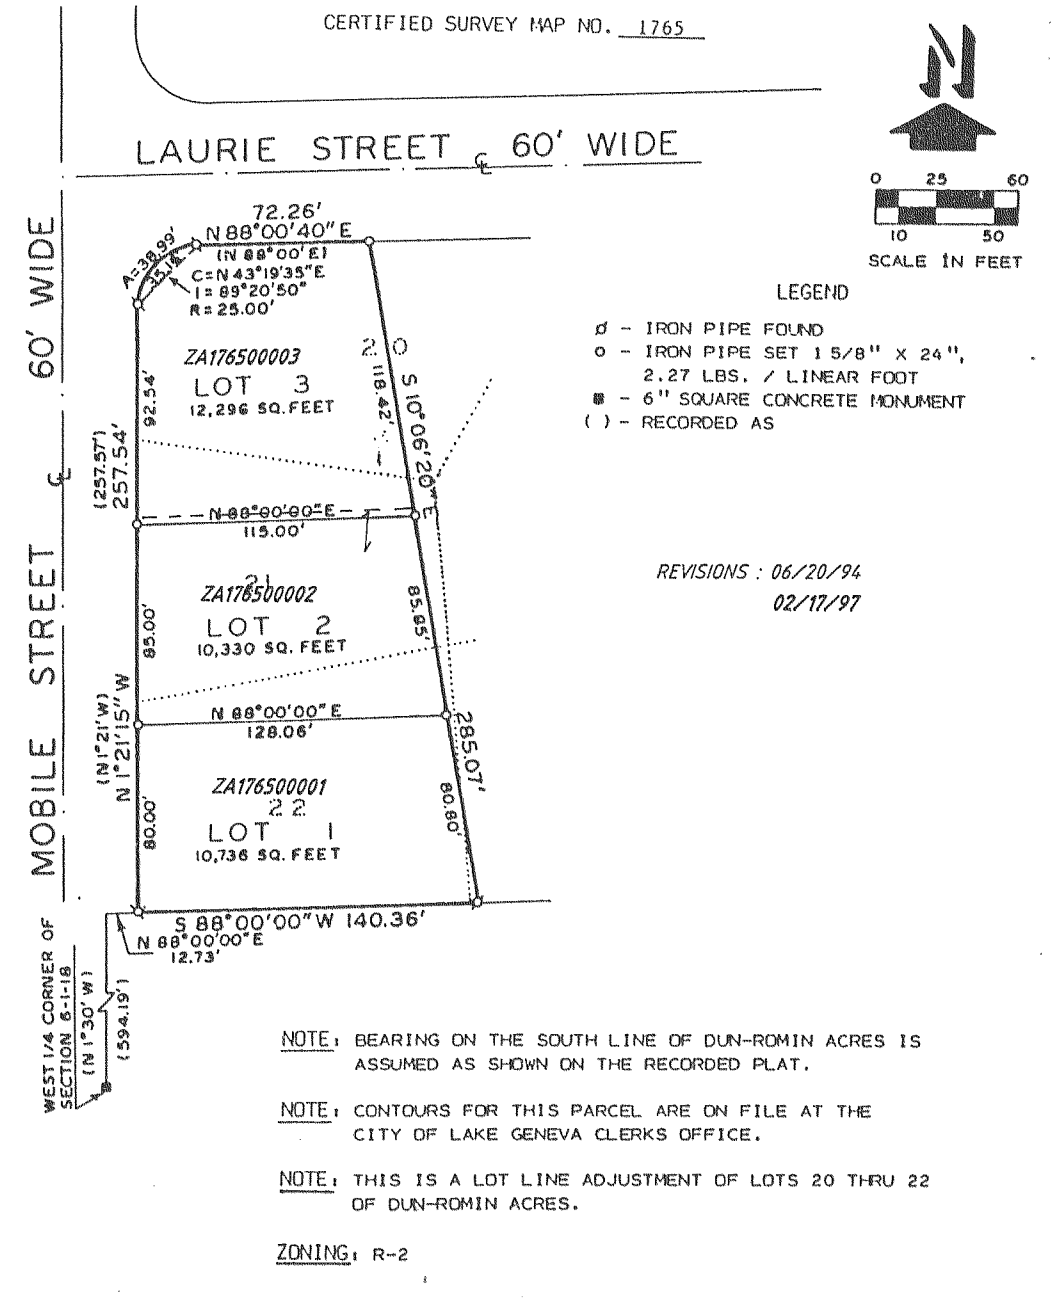 CERTIFIED SURVEY MAP NO. 1765
N
LAURIE STREET ℄ 60' WIDE
0 25 60
10 50
SCALE IN FEET
LEGEND
ơ - IRON PIPE FOUND
o - IRON PIPE SET 1 5/8" X 24",
2.27 LBS. / LINEAR FOOT
■ - 6" SQUARE CONCRETE MONUMENT
( ) - RECORDED AS
REVISIONS : 06/20/94
02/17/97
MOBILE STREET ℄ 60' WIDE
72.26'
N 88°00'40" E
(N 88°00'E)
A=38.99'
35.15'
C=N 43°19'35"E
I=89°20'50"
R=25.00'
ZA176500003
20
LOT 3
12,296 SQ. FEET
92.54'
118.42'
S 10°06'20" E
(257.57')
257.54'
N 88°00'00" E
115.00'
21
ZA176500002
LOT 2
10,330 SQ. FEET
85.00'
85.85'
(N 1°21' W)
N 1°21'15" W
N 88°00'00" E
128.06'
285.07'
ZA176500001
22
LOT 1
10,736 SQ. FEET
80.00'
80.80'
S 88°00'00" W 140.36'
N 88°00'00" E
12.73'
WEST 1/4 CORNER OF
SECTION 6-1-18
(N 1°30' W)
(594.19')
NOTE: BEARING ON THE SOUTH LINE OF DUN-ROMIN ACRES IS
ASSUMED AS SHOWN ON THE RECORDED PLAT.
NOTE: CONTOURS FOR THIS PARCEL ARE ON FILE AT THE
CITY OF LAKE GENEVA CLERKS OFFICE.
NOTE: THIS IS A LOT LINE ADJUSTMENT OF LOTS 20 THRU 22
OF DUN-ROMIN ACRES.
ZONING: R-2